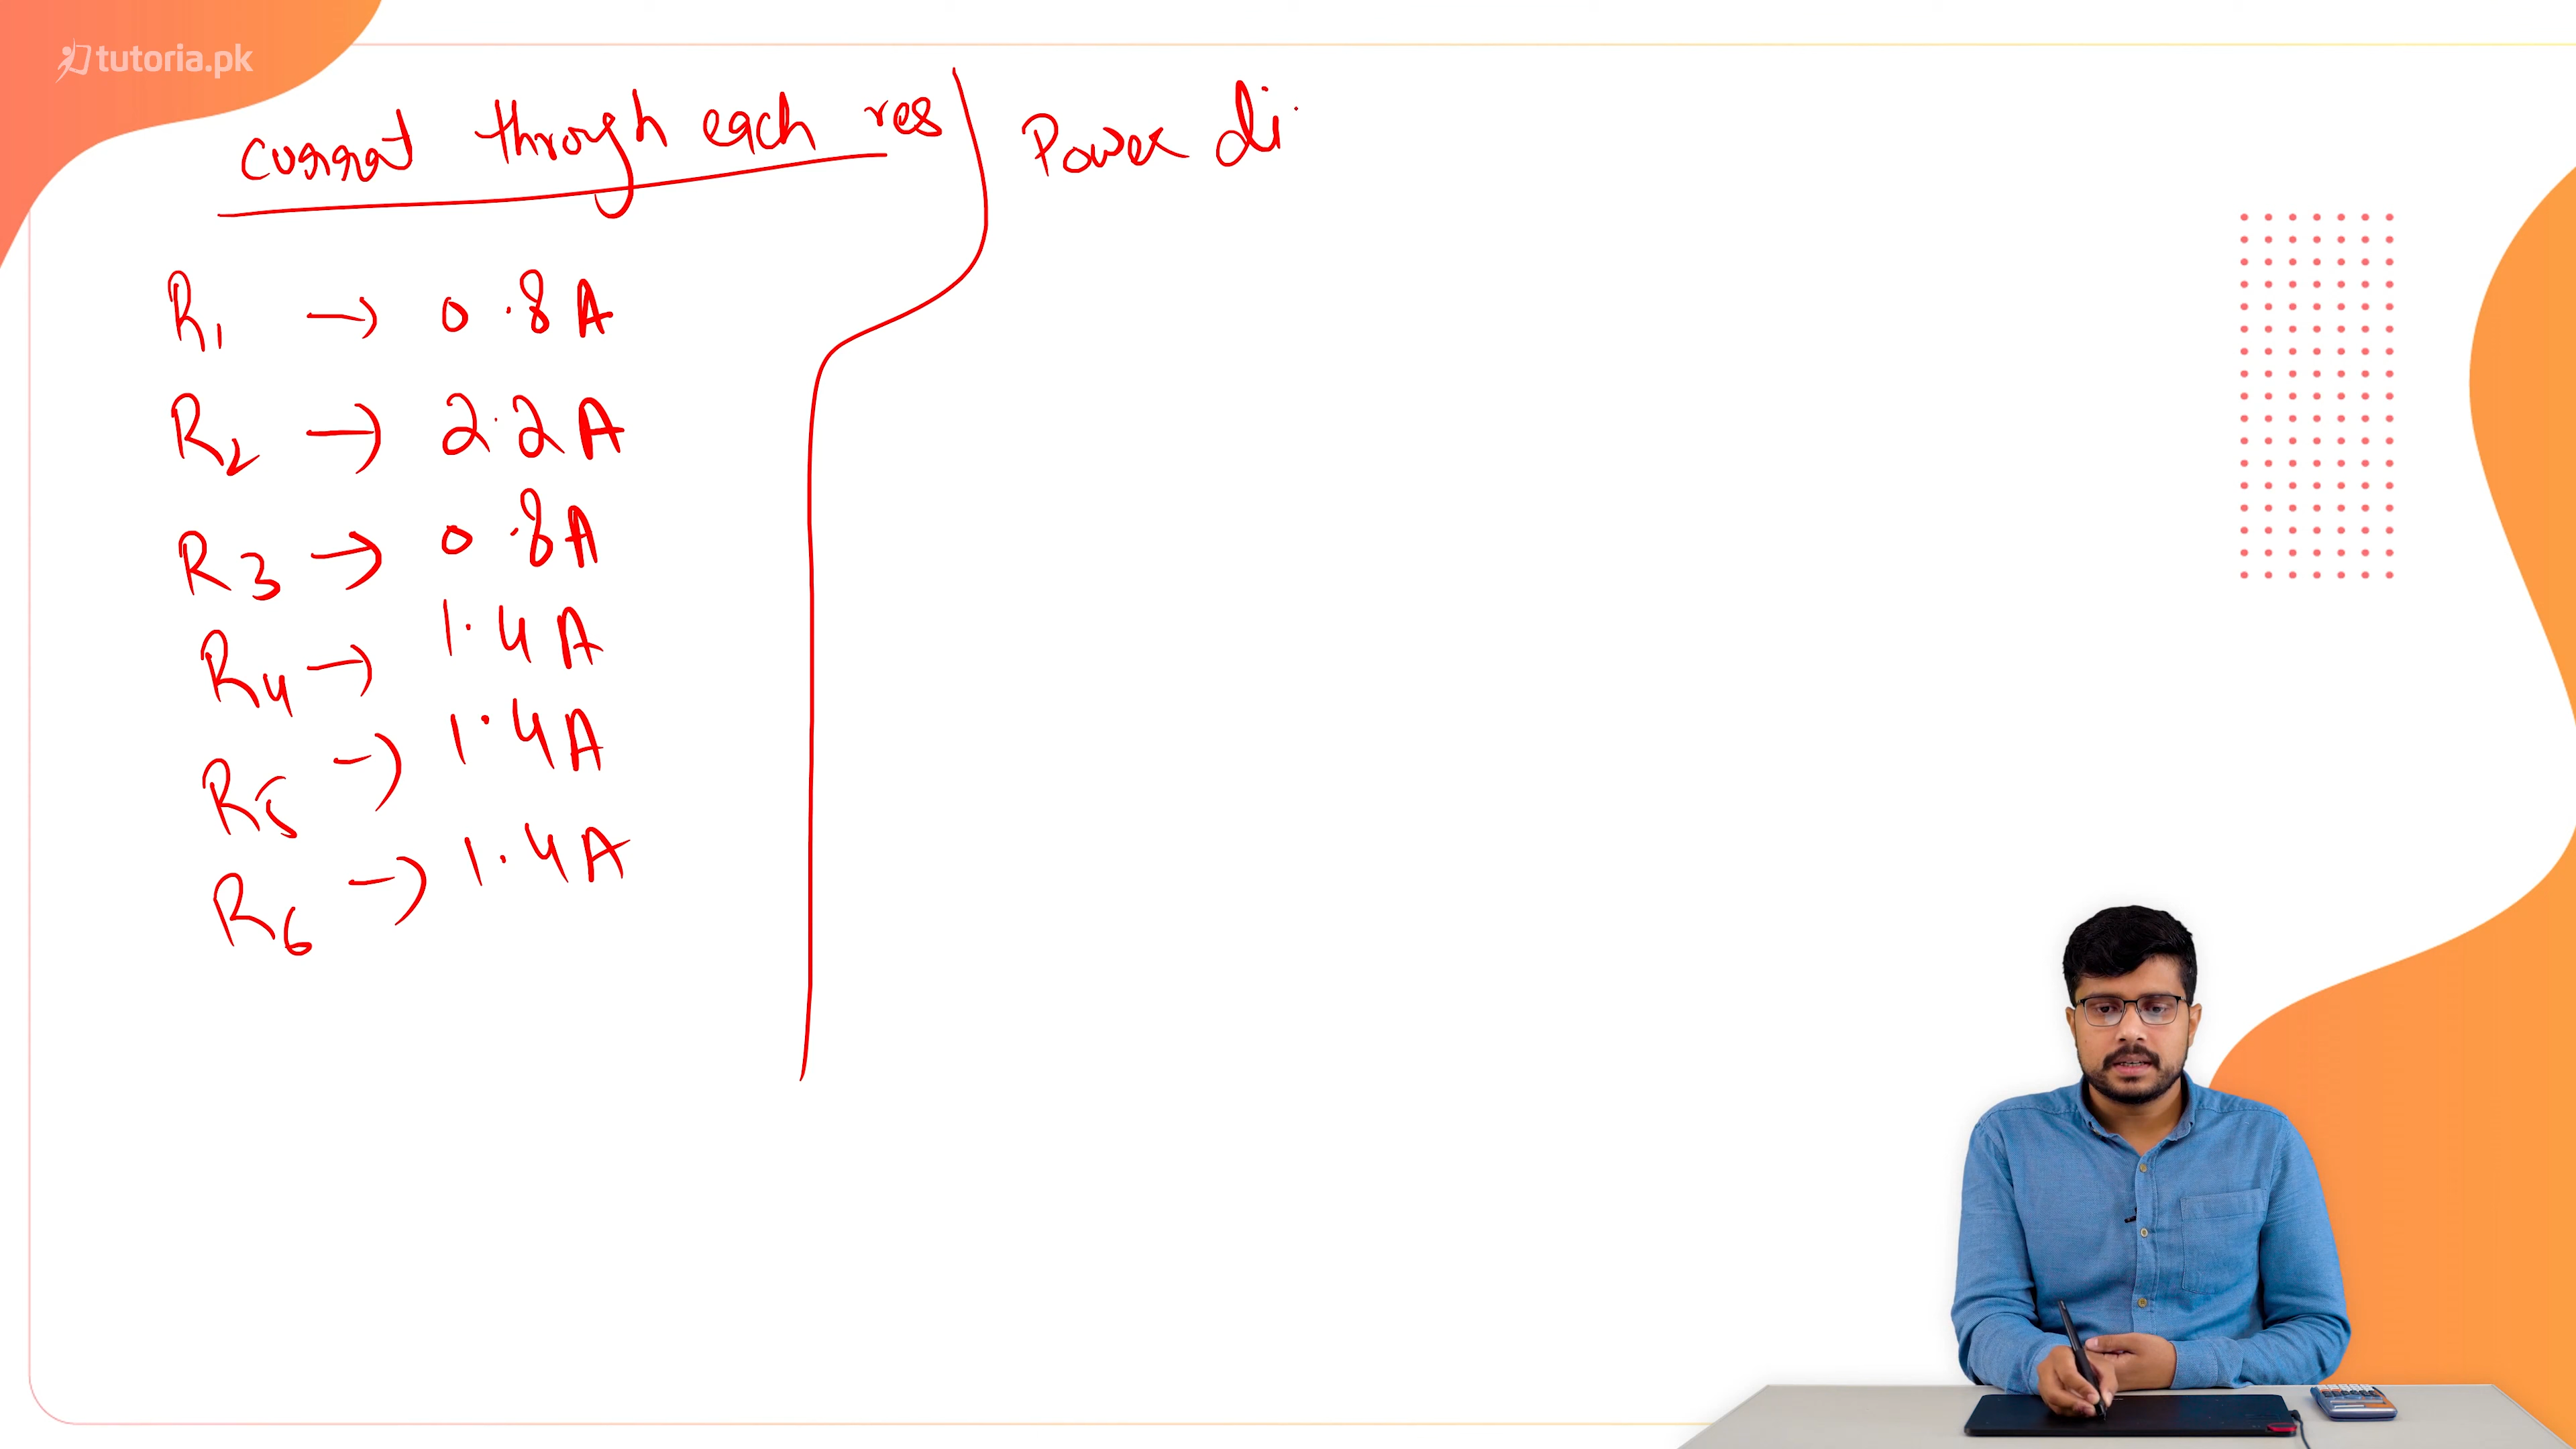 tutoria.pk
current through each res
Power di
R1 → 0.8A
R2 → 2.2A
R3 → 0.8A
R4 → 1.4A
R5 → 1.4A
R6 → 1.4A